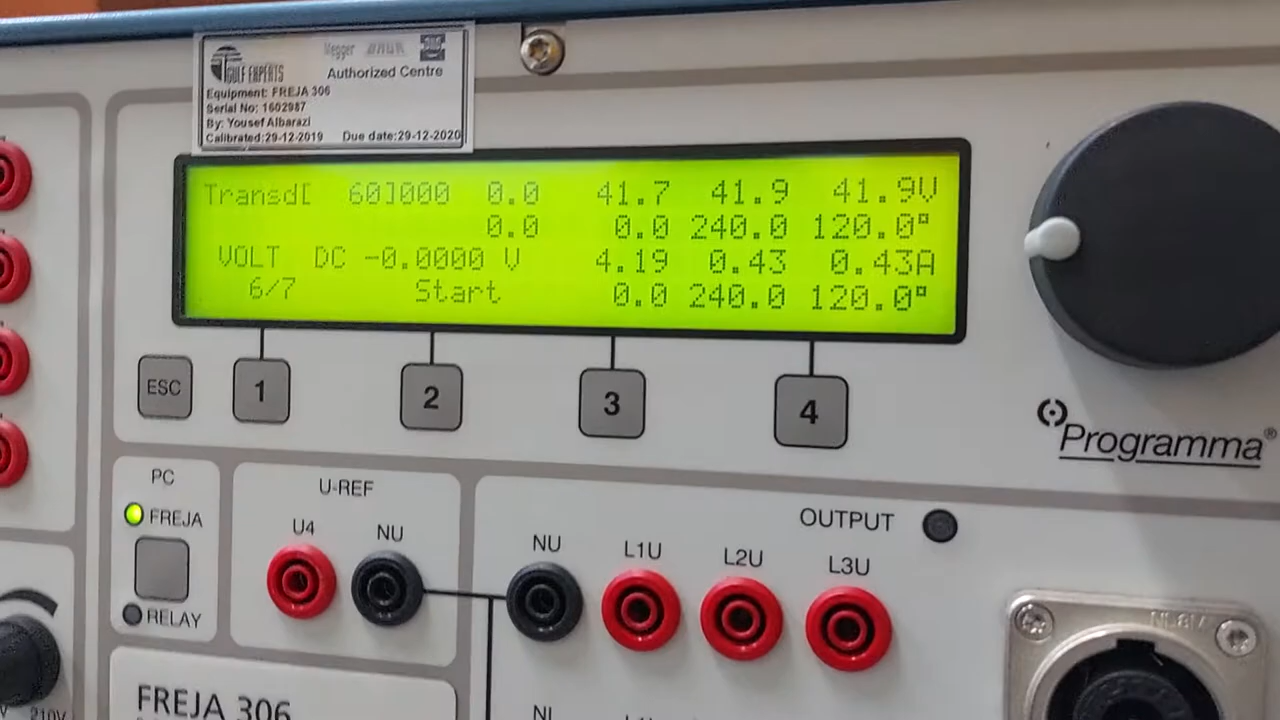 GULF EXPERTS
Megger
Authorized Centre
Equipment: FREJA 306
Serial No: 1602987
By: Yousef Albarazi
Calibrated:29-12-2019 Due date:29-12-2020
Transd[ 60]000 0.0 41.7 41.9 41.9V
0.0 0.0 240.0 120.0°
VOLT DC -0.0000 V 4.19 0.43 0.43A
6/7 Start 0.0 240.0 120.0°
ESC 1 2 3 4
Programma®
PC
FREJA
RELAY
U-REF
U4 NU
OUTPUT
NU L1U L2U L3U
FREJA 306
210V